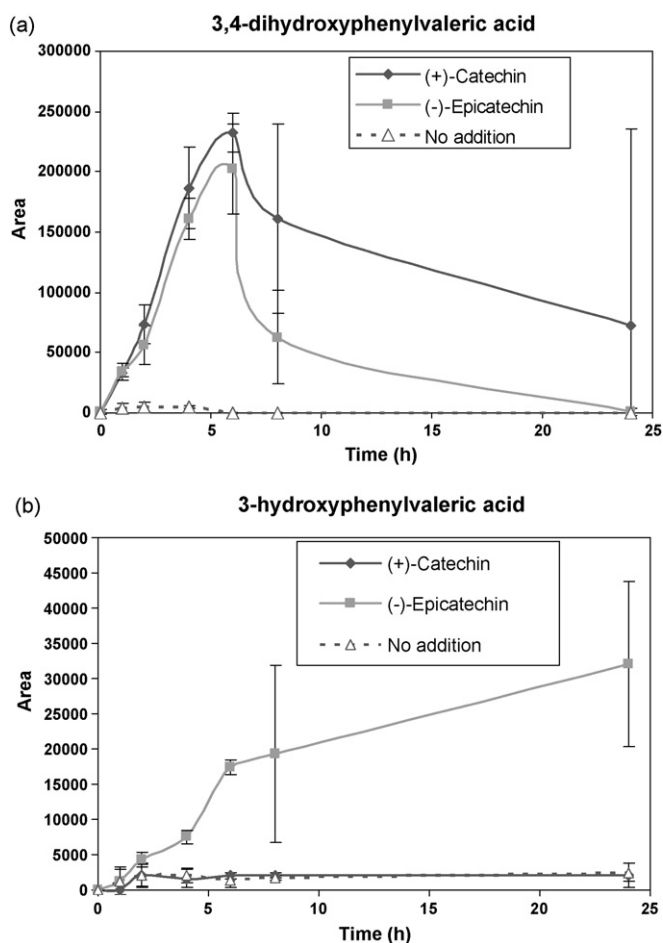 (a)
3,4-dihydroxyphenylvaleric acid
300000
250000
200000
150000
100000
50000
0
Area
(+)-Catechin
(-)-Epicatechin
No addition
0 5 10 15 20 25
Time (h)
(b)
3-hydroxyphenylvaleric acid
50000
45000
40000
35000
30000
25000
20000
15000
10000
5000
0
Area
(+)-Catechin
(-)-Epicatechin
No addition
0 5 10 15 20 25
Time (h)